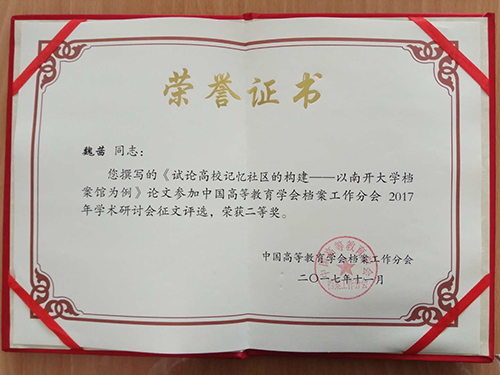 荣誉证书
魏茜 同志：
您撰写的《试论高校记忆社区的构建——以南开大学档
案馆为例》论文参加中国高等教育学会档案工作分会 2017
年学术研讨会征文评选，荣获二等奖。
中国高等教育学会档案工作分会
二〇一七年十一月